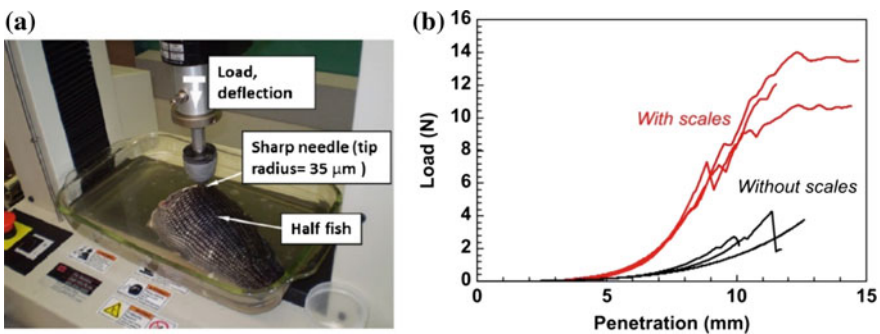 (a)
Load,
deflection
Sharp needle (tip
radius= 35 μm )
Half fish
(b)
Load (N)
16
14
12
10
8
6
4
2
0
With scales
Without scales
0 5 10 15
Penetration (mm)